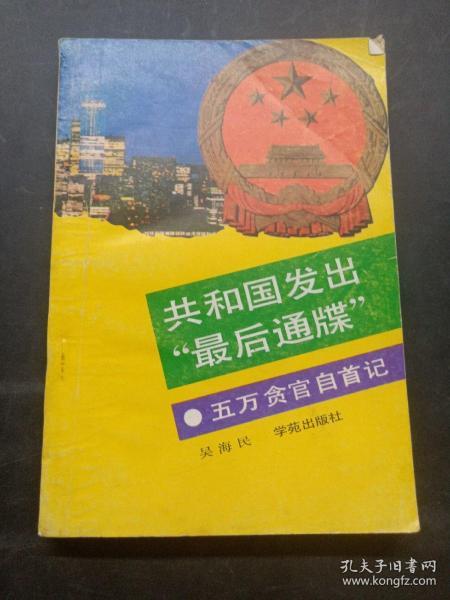 共和国发出
“最后通牒”
五万贪官自首记
吴海民 学苑出版社
孔夫子旧书网
www.kongfz.com